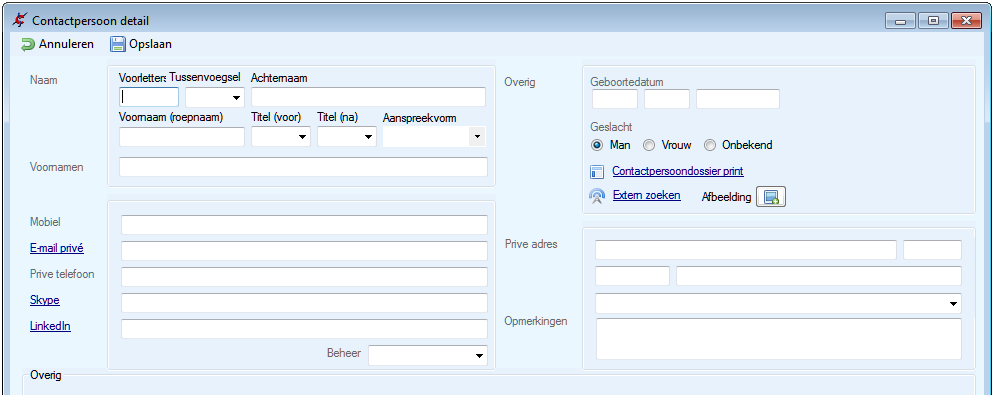 Contactpersoon detail
Annuleren Opslaan
Naam
Voorletters Tussenvoegsel Achternaam
Voornaam (roepnaam) Titel (voor) Titel (na) Aanspreekvorm
Voornamen
Overig
Geboortedatum
Geslacht
Man Vrouw Onbekend
Contactpersoondossier print
Extern zoeken Afbeelding
Mobiel
E-mail privé
Prive telefoon
Skype
LinkedIn
Beheer
Prive adres
Opmerkingen
Overig